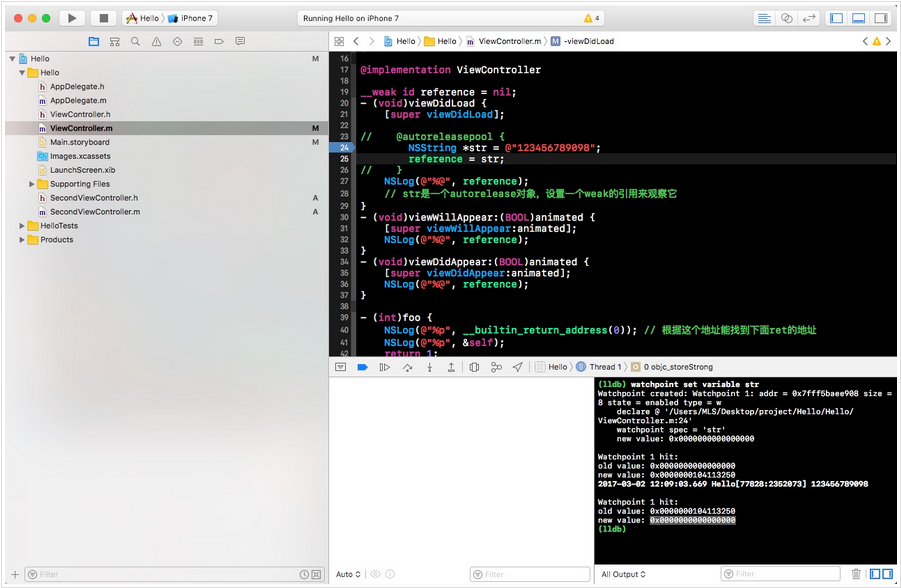 Hello
iPhone 7
Running Hello on iPhone 7
4
Hello
Hello
ViewController.m
M
-viewDidLoad
Hello M
Hello
h AppDelegate.h
m AppDelegate.m
h ViewController.h
m ViewController.m M
Main.storyboard M
Images.xcassets
LaunchScreen.xib
Supporting Files
h SecondViewController.h A
m SecondViewController.m A
HelloTests
Products
Filter
16
17 @implementation ViewController
18
19 __weak id reference = nil;
20 - (void)viewDidLoad {
21 [super viewDidLoad];
22
23 // @autoreleasepool {
24 NSString *str = @"123456789098";
25 reference = str;
26 // }
27 NSLog(@"%@", reference);
28 // str是一个autorelease对象，设置一个weak的引用来观察它
29 }
30 - (void)viewWillAppear:(BOOL)animated {
31 [super viewWillAppear:animated];
32 NSLog(@"%@", reference);
33 }
34 - (void)viewDidAppear:(BOOL)animated {
35 [super viewDidAppear:animated];
36 NSLog(@"%@", reference);
37 }
38
39 - (int)foo {
40 NSLog(@"%p", __builtin_return_address(0)); // 根据这个地址能找到下面ret的地址
41 NSLog(@"%p", &self);
42 return 1;
Hello
Thread 1
0 objc_storeStrong
(lldb) watchpoint set variable str
Watchpoint created: Watchpoint 1: addr = 0x7fff5baee908 size =
8 state = enabled type = w
declare @ '/Users/MLS/Desktop/project/Hello/Hello/
ViewController.m:24'
watchpoint spec = 'str'
new value: 0x0000000000000000
Watchpoint 1 hit:
old value: 0x0000000000000000
new value: 0x0000000104113250
2017-03-02 12:09:03.669 Hello[77828:2352073] 123456789098
Watchpoint 1 hit:
old value: 0x0000000104113250
new value: 0x0000000000000000
(lldb)
Auto
Filter
All Output
Filter